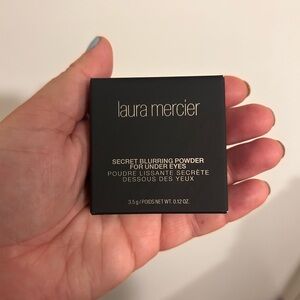 laura mercier
SECRET BLURRING POWDER
FOR UNDER EYES
POUDRE LISSANTE SECRÈTE
DESSOUS DES YEUX
3.5 g / POIDS NET WT. 0.12 OZ.